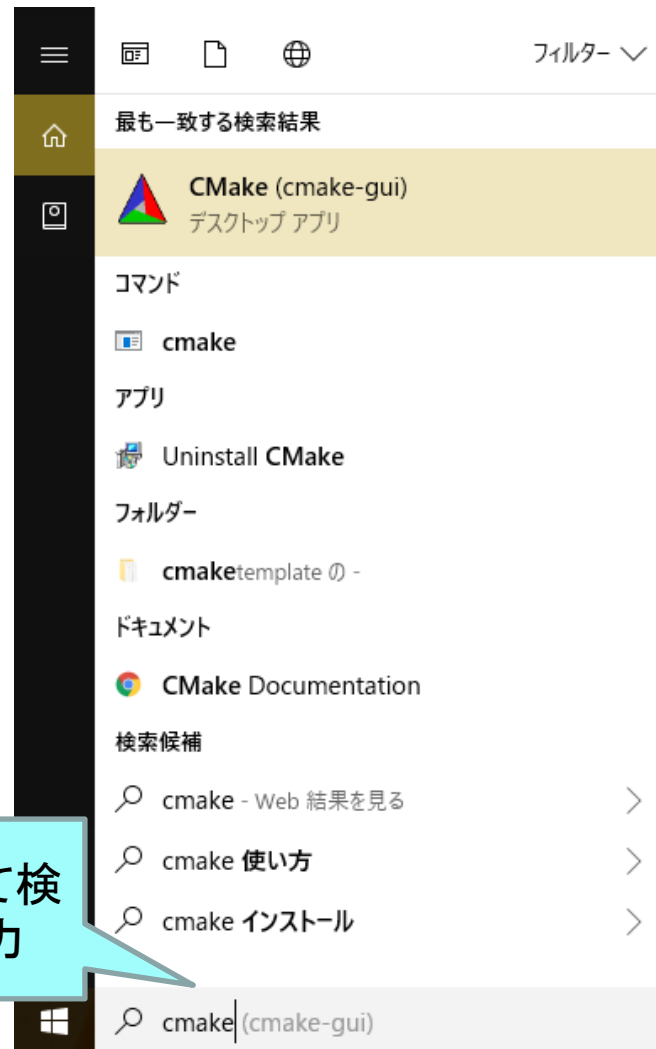 フィルター
最も一致する検索結果
CMake (cmake-gui)
デスクトップ アプリ
コマンド
cmake
アプリ
Uninstall CMake
フォルダー
cmaketemplate の -
ドキュメント
CMake Documentation
検索候補
cmake - Web 結果を見る
cmake 使い方
cmake インストール
て検
力
cmake (cmake-gui)